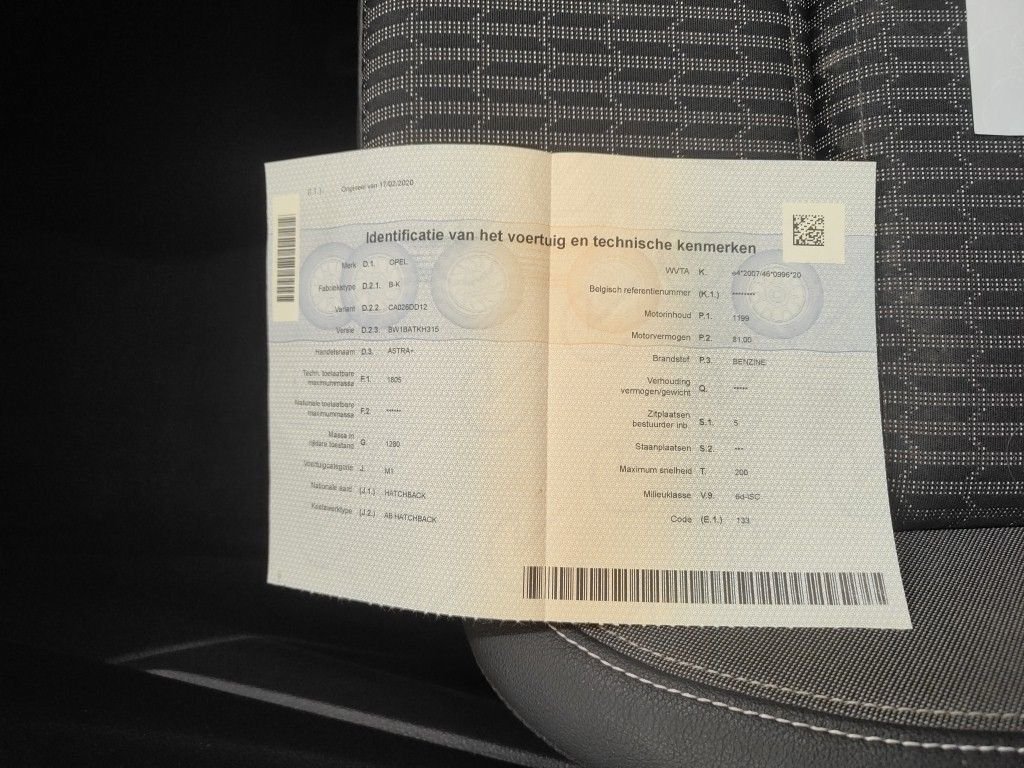 (I.1.). Origineel van 17/02/2020
Identificatie van het voertuig en technische kenmerken
Merk D.1. OPEL
Fabriekstype D.2.1. B-K
Variant D.2.2 CA026DD12
Versie D.2.3. BW1BATKH315
Handelsnaam D.3. ASTRA+
Techn. toelaatbare
maximummassa F.1. 1805
Nationale toelaatbare
maximummassa F.2. ******
Massa in
rijklare toestand G. 1280
Voertuigcategorie J. M1
Nationale aard (J.1.) HATCHBACK
Koetswerktype (J.2.) AB HATCHBACK
WVTA K. e4*2007/46*0996*20
Belgisch referentienummer (K.1.) ********
Motorinhoud P.1. 1199
Motorvermogen P.2. 81.00
Brandstof P.3. BENZINE
Verhouding
vermogen/gewicht Q. *****
Zitplaatsen
bestuurder inb. S.1. 5
Staanplaatsen S.2. ***
Maximum snelheid T. 200
Milieuklasse V.9. 6d-ISC
Code (E.1.) 133